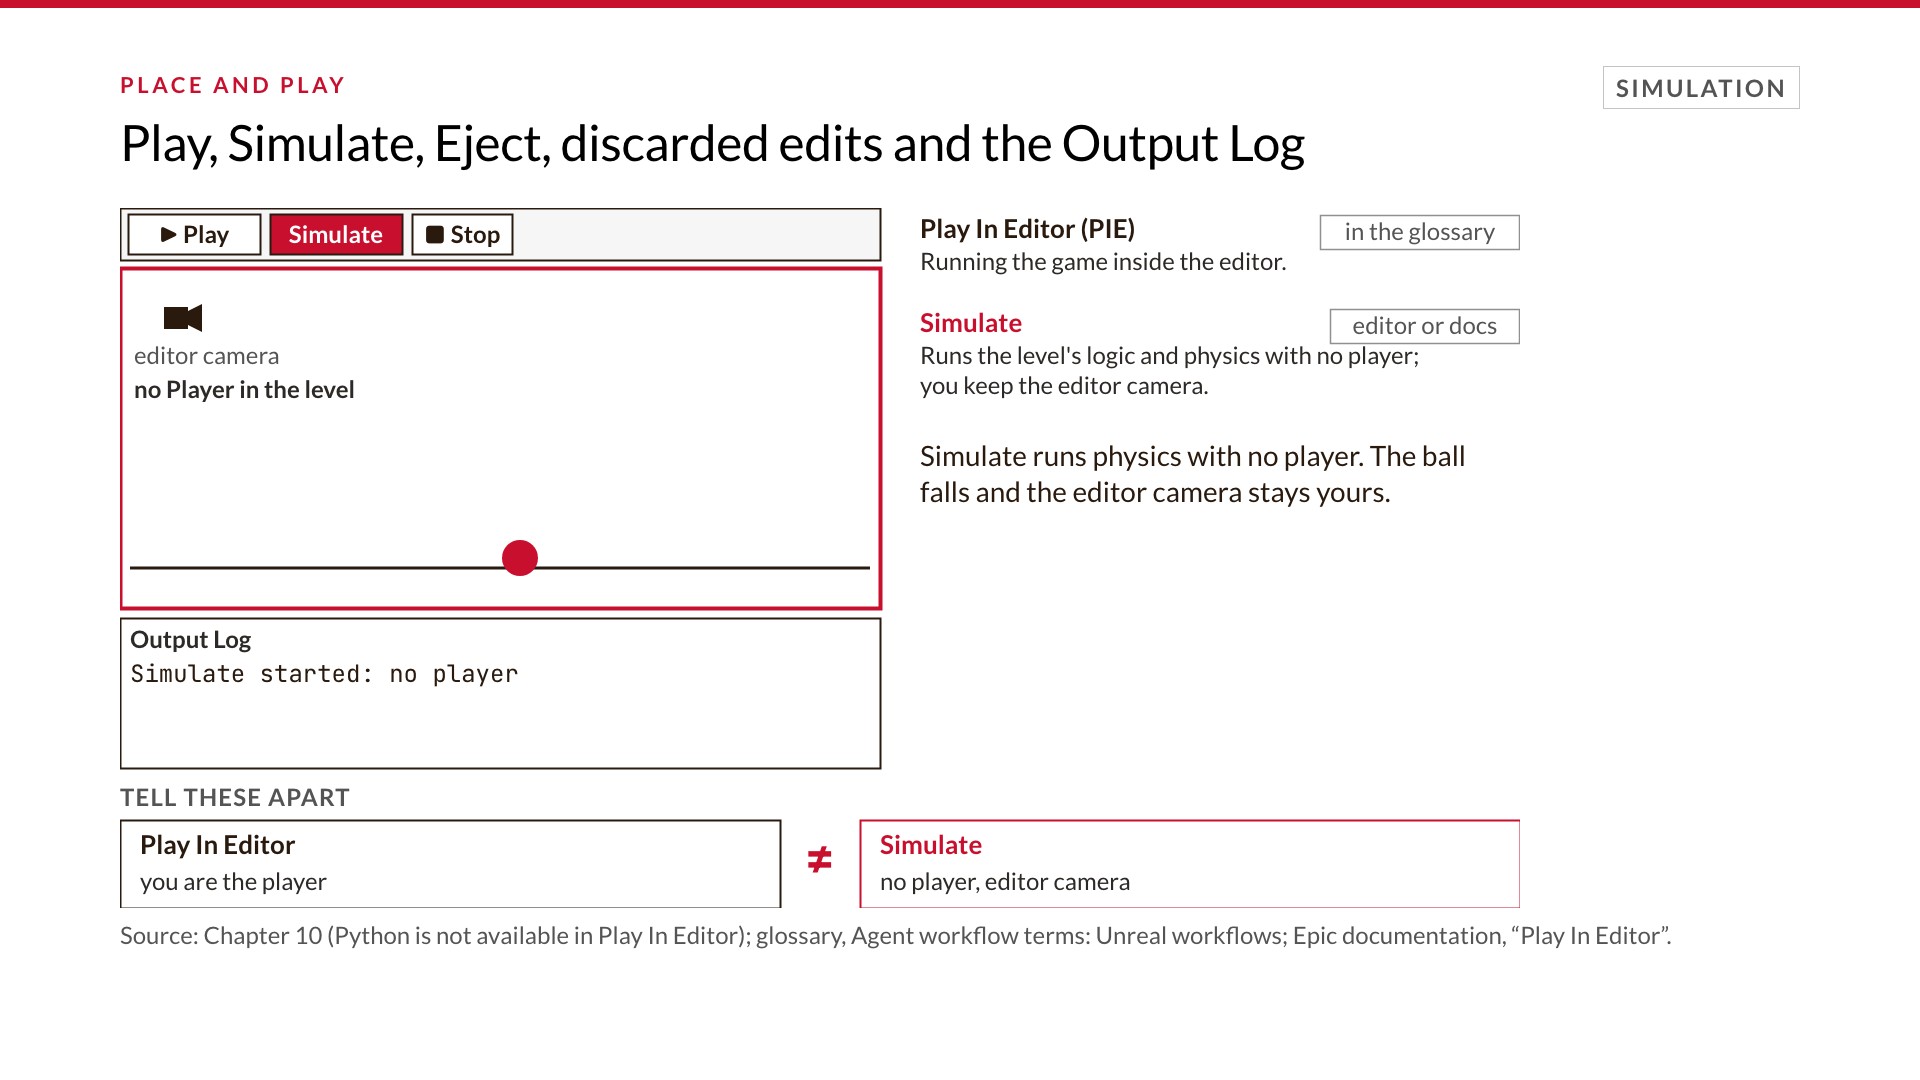 PLACE AND PLAY
SIMULATION
Play, Simulate, Eject, discarded edits and the Output Log
Play
Simulate
Stop
editor camera
no Player in the level
Output Log
Simulate started: no player
Play In Editor (PIE)
in the glossary
Running the game inside the editor.
Simulate
editor or docs
Runs the level's logic and physics with no player;
you keep the editor camera.
Simulate runs physics with no player. The ball
falls and the editor camera stays yours.
TELL THESE APART
Play In Editor
you are the player
≠
Simulate
no player, editor camera
Source: Chapter 10 (Python is not available in Play In Editor); glossary, Agent workflow terms: Unreal workflows; Epic documentation, “Play In Editor”.